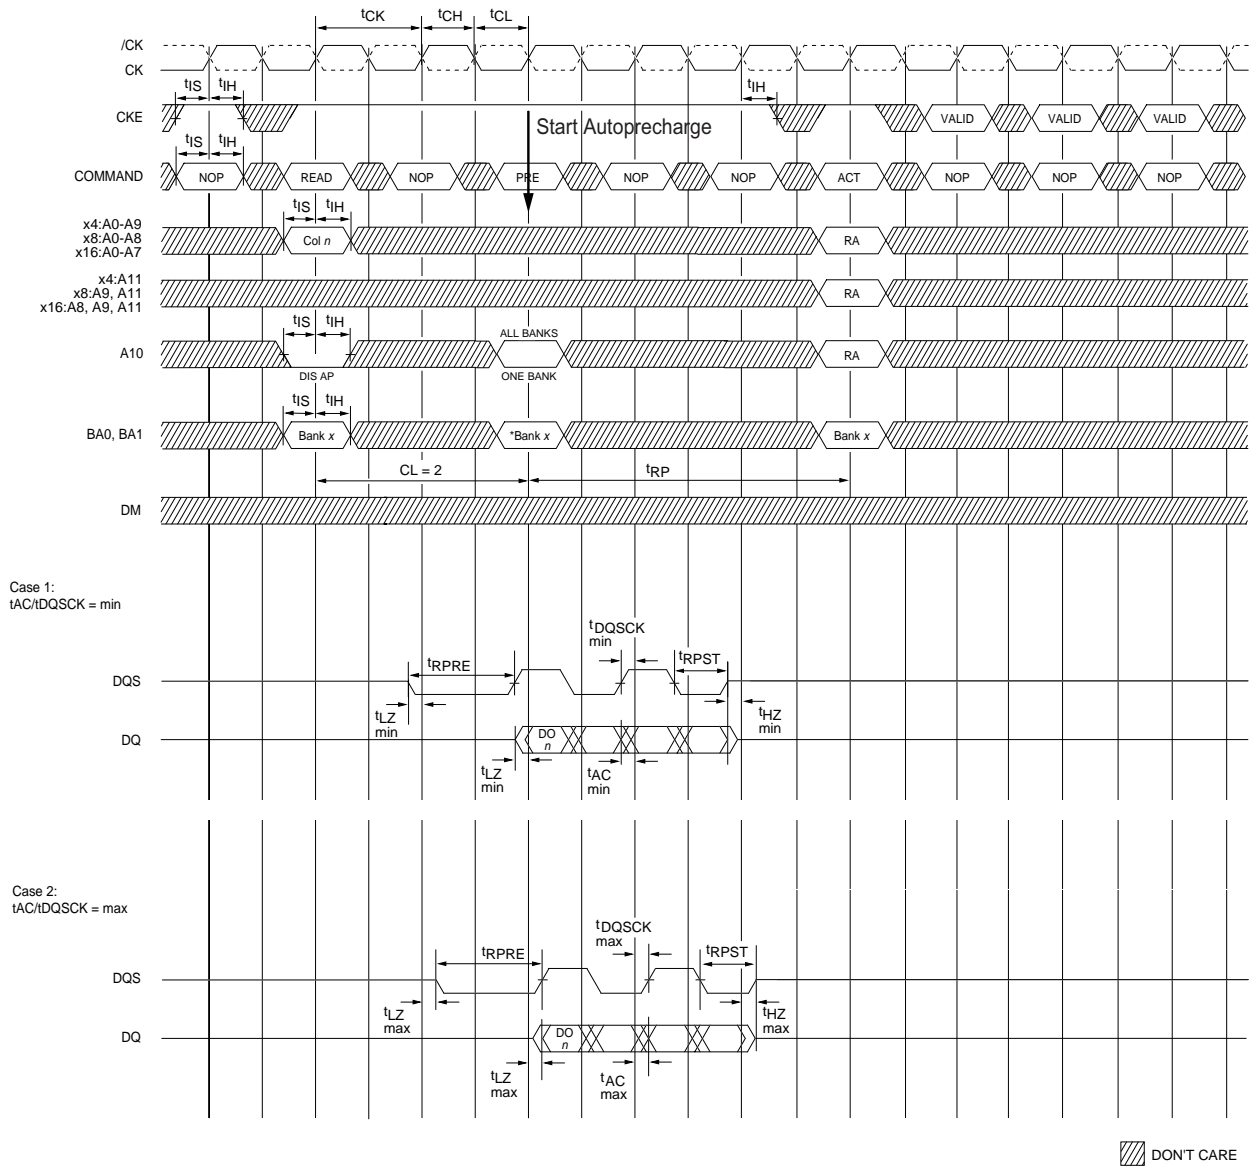 tCK tCH tCL
/CK
CK
tIS tIH tIH
CKE VALID VALID VALID
Start Autoprecharge
tIS tIH
COMMAND NOP READ NOP PRE NOP NOP ACT NOP NOP NOP
tIS tIH
x4:A0-A9
x8:A0-A8
x16:A0-A7
Col n RA
x4:A11
x8:A9, A11
x16:A8, A9, A11
RA
tIS tIH
ALL BANKS
A10 RA
DIS AP ONE BANK
tIS tIH
BA0, BA1 Bank x *Bank x Bank x
CL = 2 tRP
DM
Case 1:
tAC/tDQSCK = min
tDQSCK
min
tRPRE tRPST
DQS
tLZ
min
tHZ
min
DQ DO
n
tLZ
min
tAC
min
Case 2:
tAC/tDQSCK = max
tDQSCK
max
tRPRE tRPST
DQS
tLZ
max
tHZ
max
DQ DO
n
tLZ
max
tAC
max
DON'T CARE